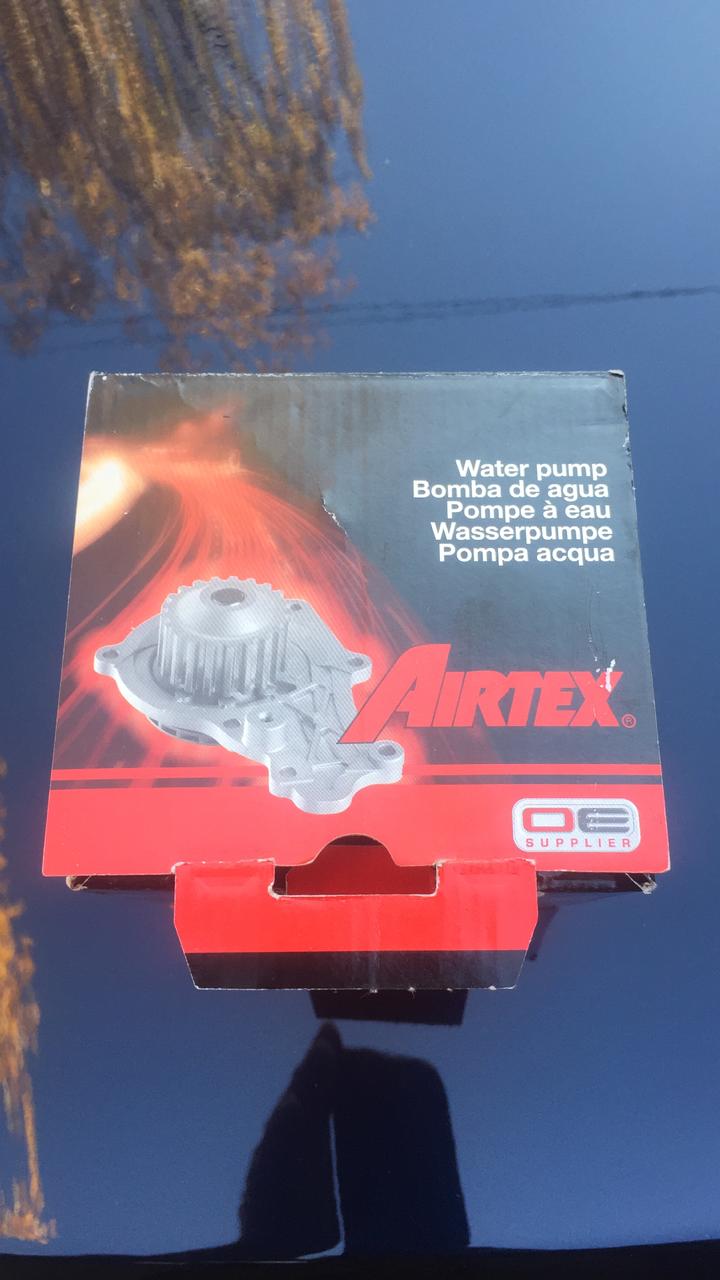 Water pump
Bomba de agua
Pompe à eau
Wasserpumpe
Pompa acqua
AIRTEX®
OE
SUPPLIER